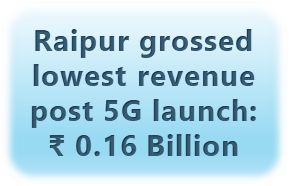 Raipur grossed
lowest revenue
post 5G launch:
₹ 0.16 Billion